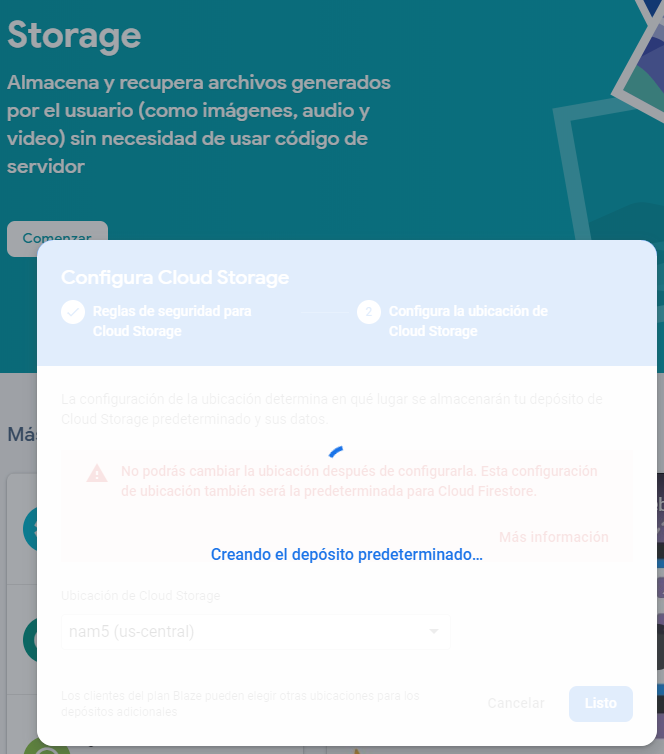 Storage
Almacena y recupera archivos generados
por el usuario (como imágenes, audio y
video) sin necesidad de usar código de
servidor
Comenzar
Configura Cloud Storage
Reglas de seguridad para
Cloud Storage
2
Configura la ubicación de
Cloud Storage
La configuración de la ubicación determina en qué lugar se almacenarán tu depósito de
Cloud Storage predeterminado y sus datos.
No podrás cambiar la ubicación después de configurarla. Esta configuración
de ubicación también será la predeterminada para Cloud Firestore.
Más información
Creando el depósito predeterminado...
Ubicación de Cloud Storage
nam5 (us-central)
Los clientes del plan Blaze pueden elegir otras ubicaciones para los
depósitos adicionales
Cancelar
Listo